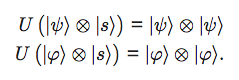 U (|ψ⟩ ⊗ |s⟩) = |ψ⟩ ⊗ |ψ⟩
U (|φ⟩ ⊗ |s⟩) = |φ⟩ ⊗ |φ⟩.